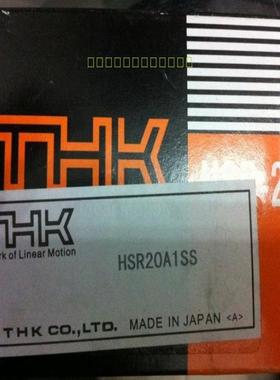 THK
THK
rk of Linear Motion
HSR20A1SS
THK CO.,LTD. MADE IN JAPAN <A>